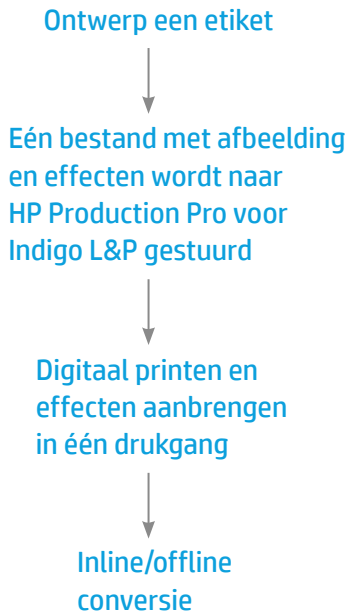 Ontwerp een etiket
Eén bestand met afbeelding
en effecten wordt naar
HP Production Pro voor
Indigo L&P gestuurd
Digitaal printen en
effecten aanbrengen
in één drukgang
Inline/offline
conversie